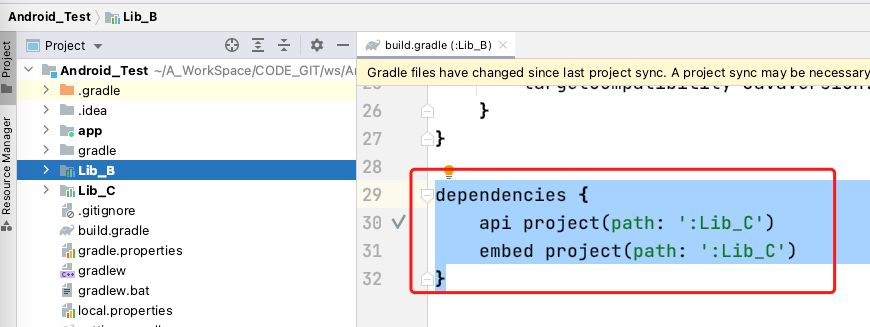 Android_Test Lib_B
Project
Resource Manager
Project
Android_Test ~/A_WorkSpace/CODE_GIT/ws/
.gradle
.idea
app
gradle
Lib_B
Lib_C
.gitignore
build.gradle
gradle.properties
gradlew
gradlew.bat
local.properties
build.gradle (:Lib_B)
Gradle files have changed since last project sync. A project sync may be necessary
26 }
27 }
28
29 dependencies {
30 api project(path: ':Lib_C')
31 embed project(path: ':Lib_C')
32 }